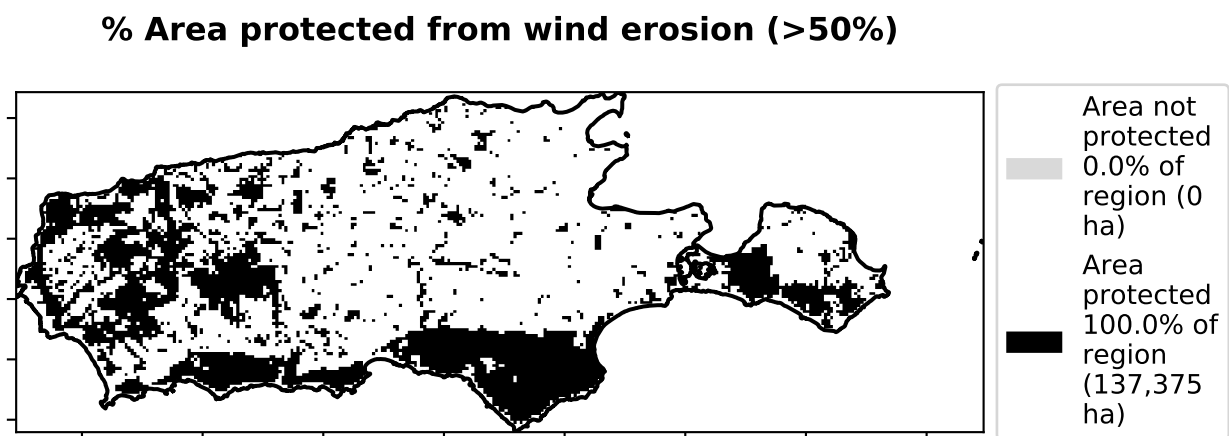 % Area protected from wind erosion (>50%)
Area not
protected
0.0% of
region (0
ha)
Area
protected
100.0% of
region
(137,375
ha)